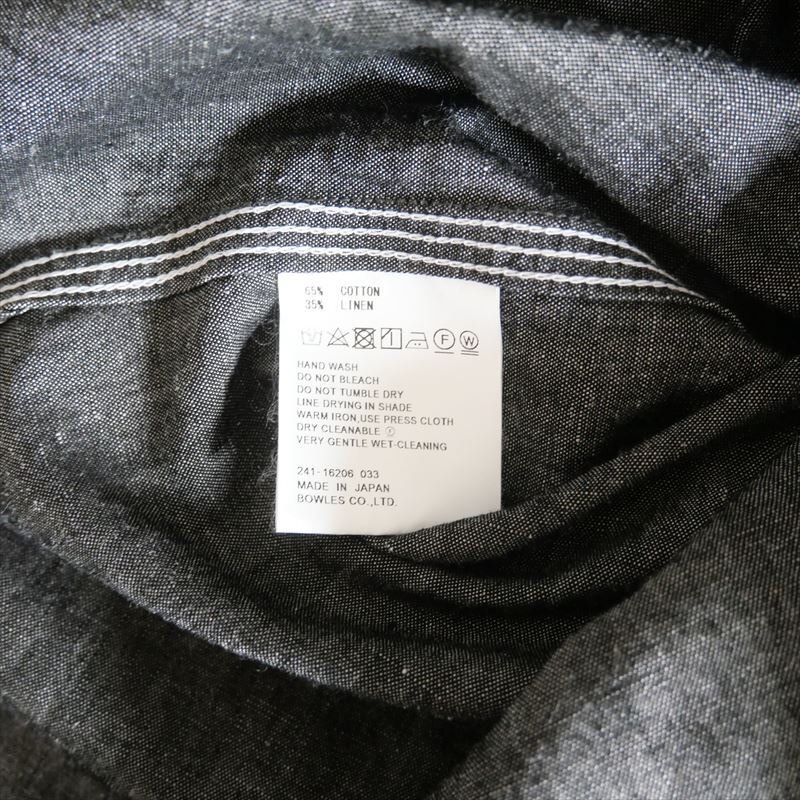 65% COTTON
35% LINEN
F W
HAND WASH
DO NOT BLEACH
DO NOT TUMBLE DRY
LINE DRYING IN SHADE
WARM IRON,USE PRESS CLOTH
DRY CLEANABLE Ⓕ
VERY GENTLE WET-CLEANING
241-16206 033
MADE IN JAPAN
BOWLES CO.,LTD.